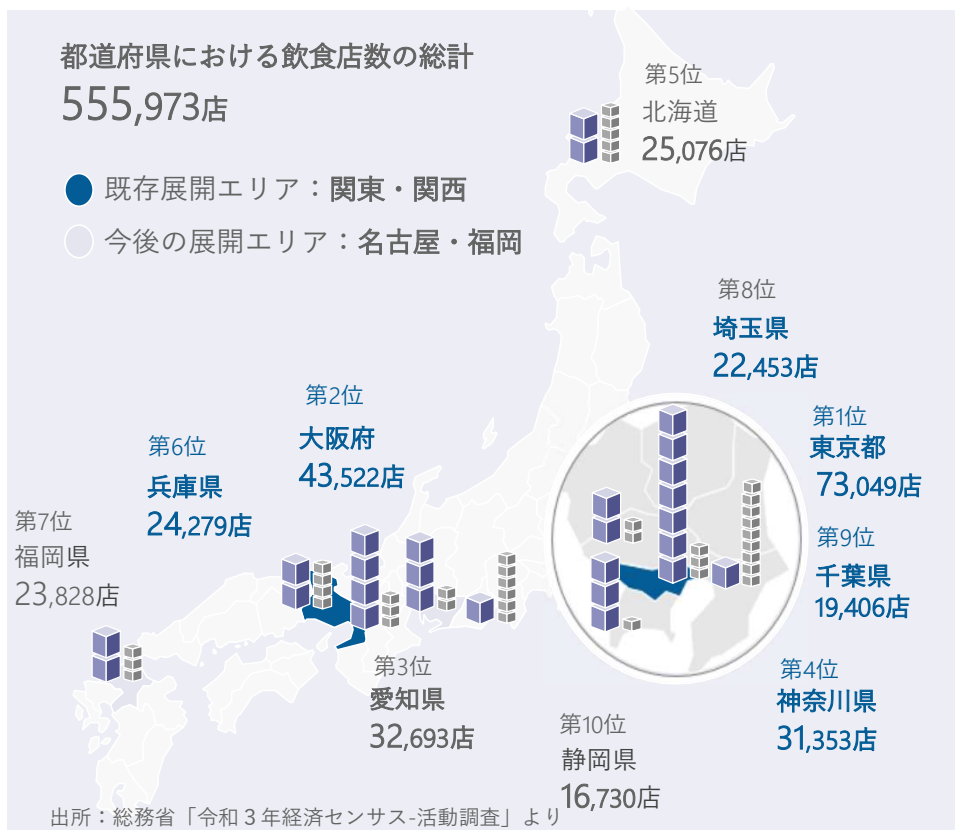 都道府県における飲食店数の総計
555,973店
既存展開エリア：関東・関西
今後の展開エリア：名古屋・福岡
第5位
北海道
25,076店
第8位
埼玉県
22,453店
第2位
大阪府
43,522店
第1位
東京都
73,049店
第6位
兵庫県
24,279店
第7位
福岡県
23,828店
第9位
千葉県
19,406店
第3位
愛知県
32,693店
第4位
神奈川県
31,353店
第10位
静岡県
16,730店
出所：総務省「令和３年経済センサス-活動調査」より